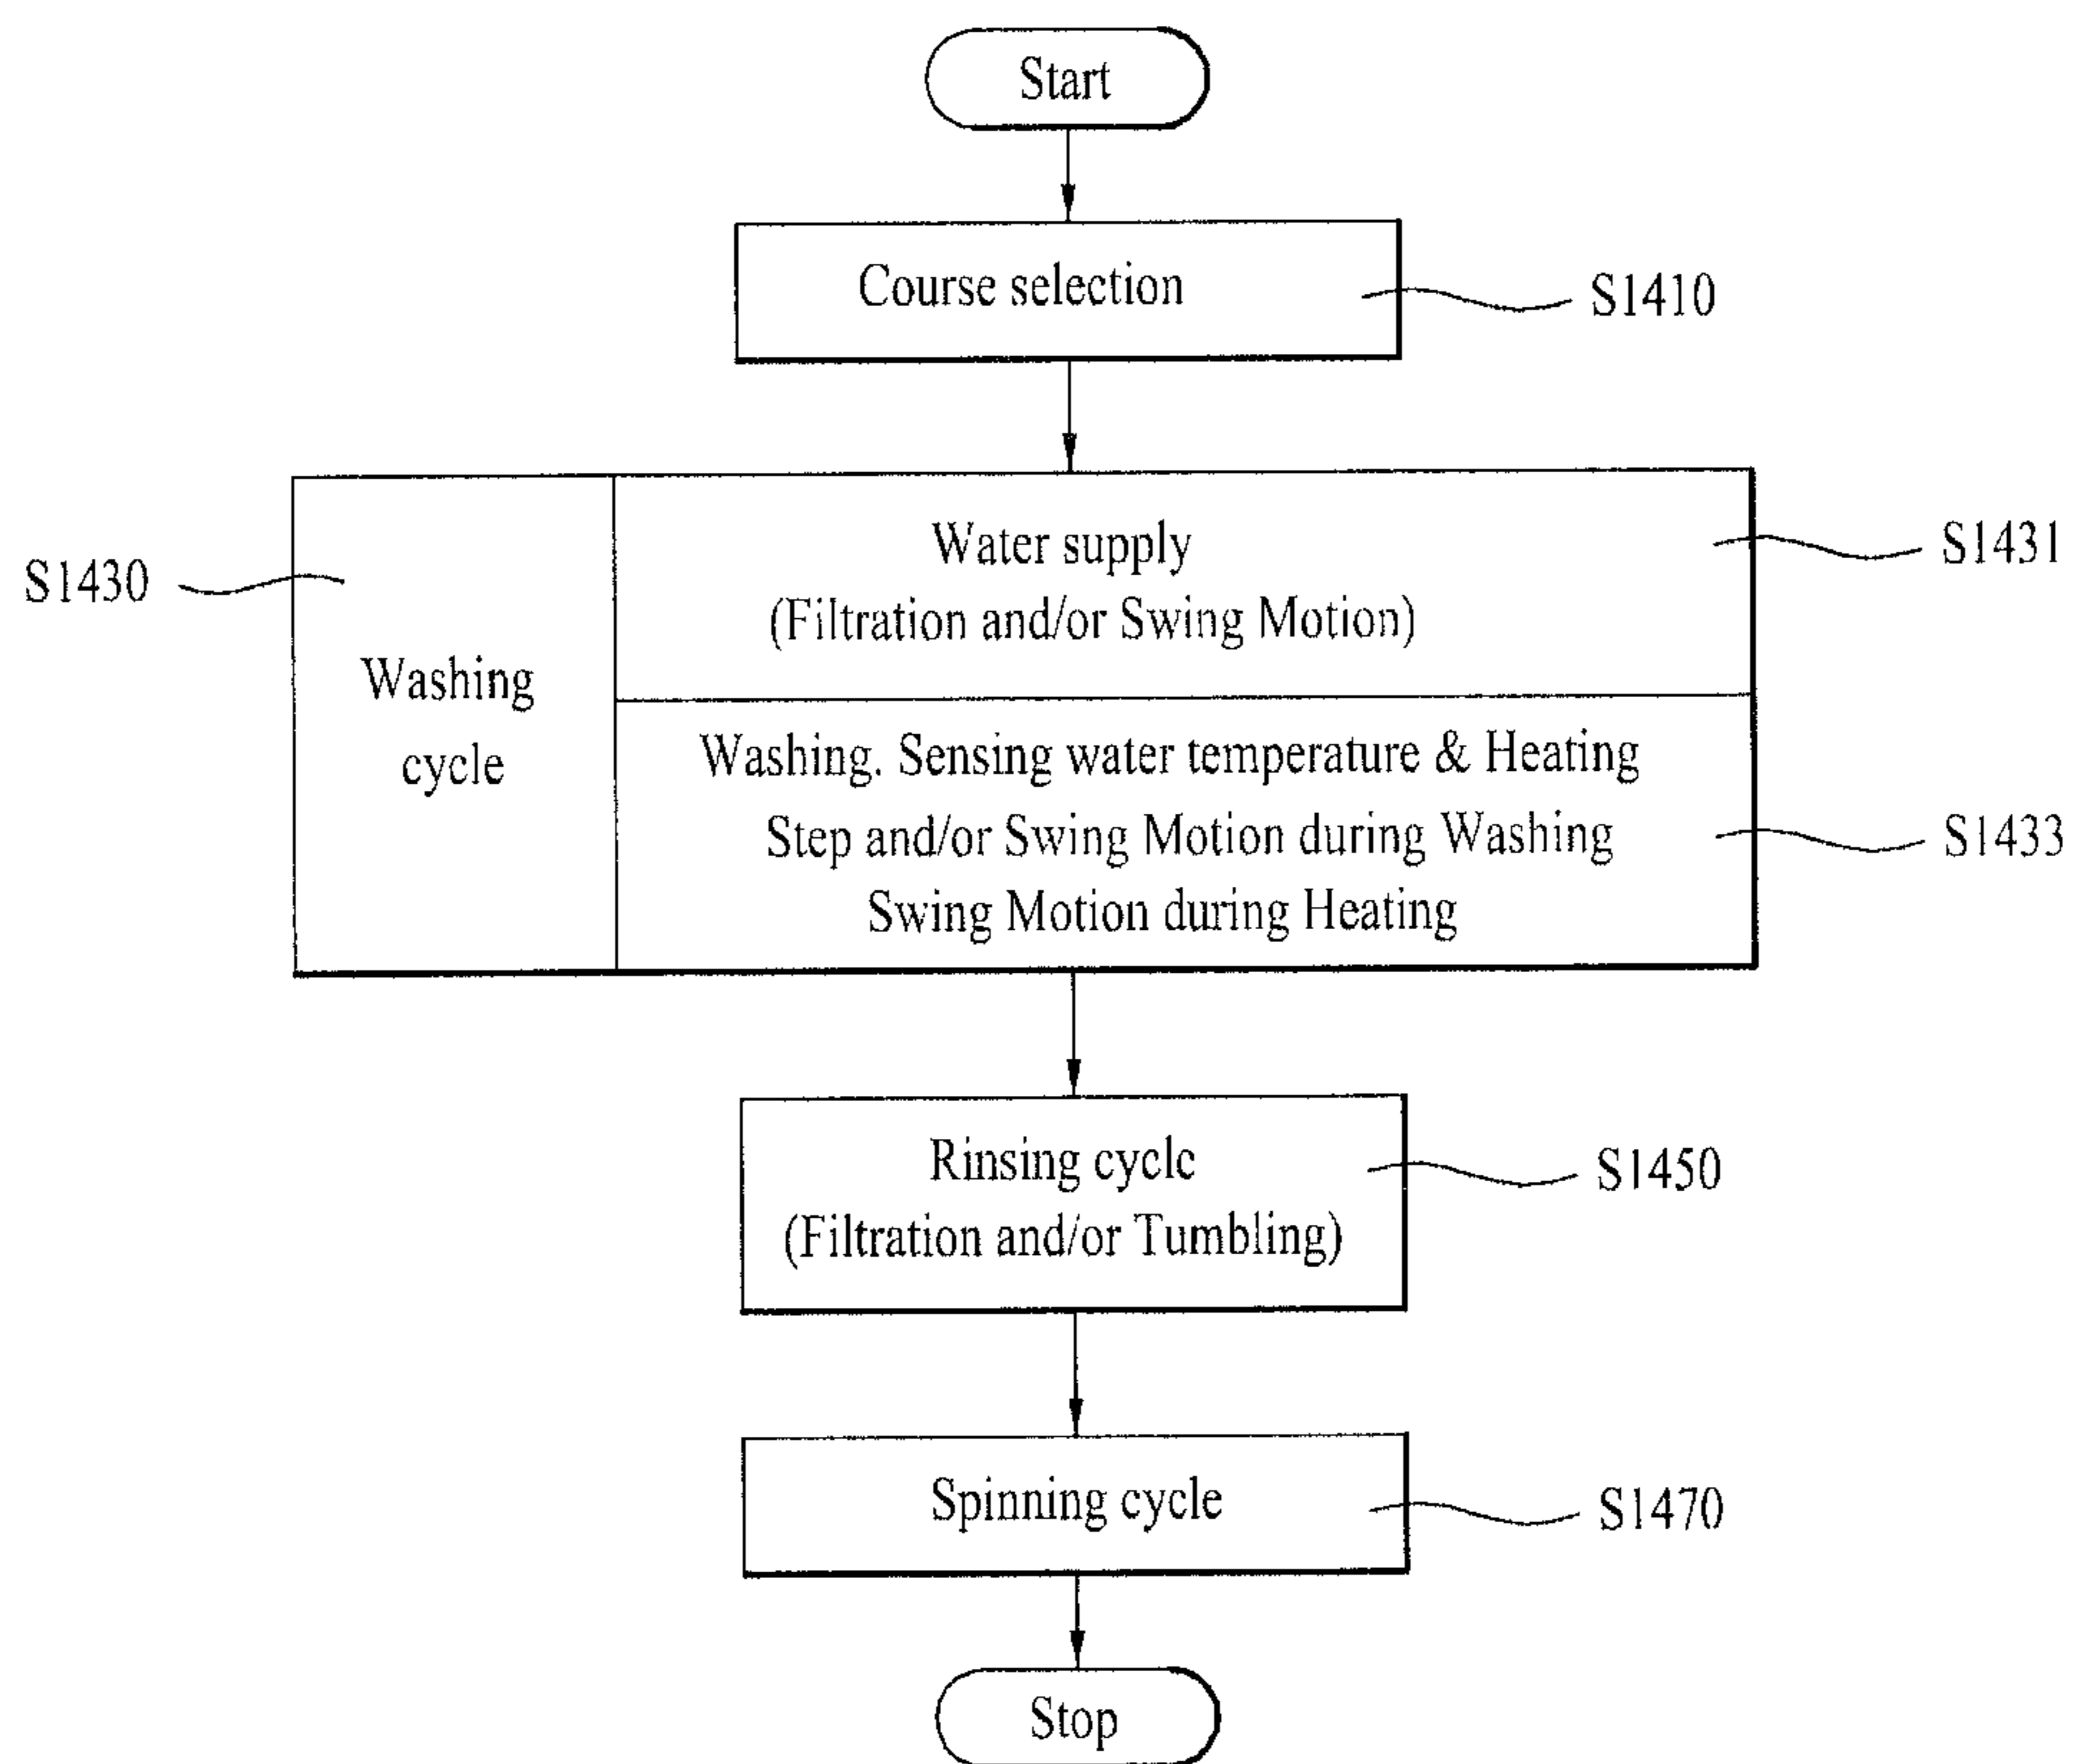 Start
Course selection
S1410
S1430
Washing
cycle
Water supply
(Filtration and/or Swing Motion)
S1431
Washing. Sensing water temperature & Heating
Step and/or Swing Motion during Washing
Swing Motion during Heating
S1433
Rinsing cycle
(Filtration and/or Tumbling)
S1450
Spinning cycle
S1470
Stop